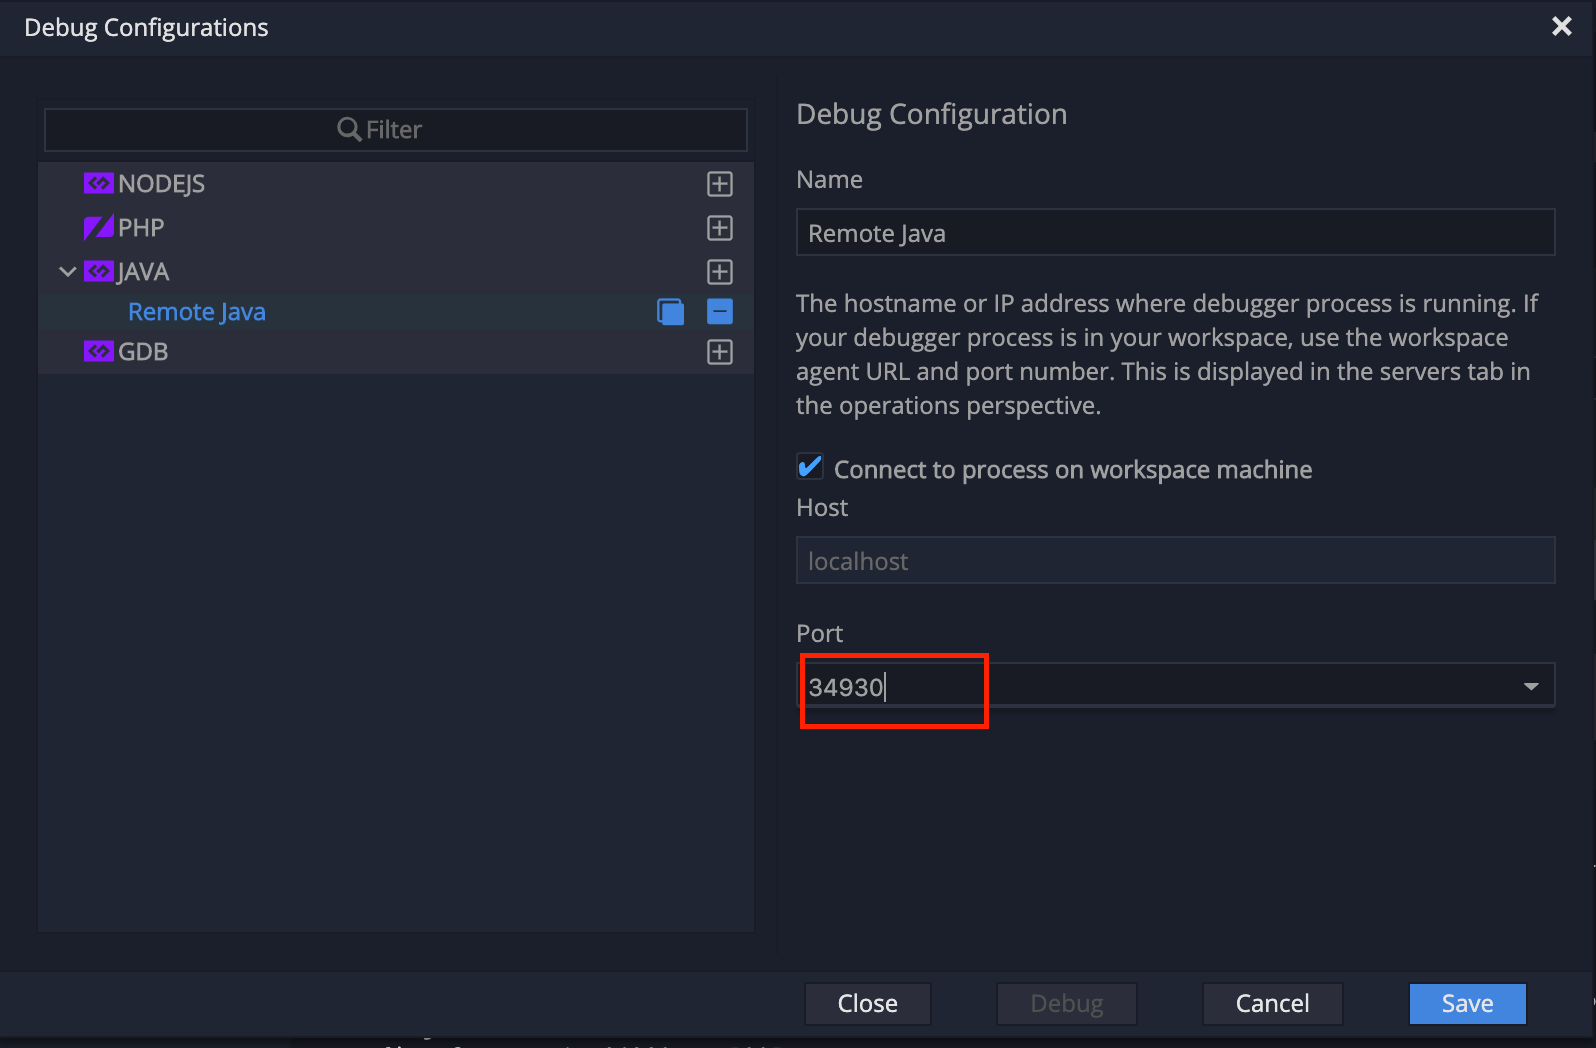 Debug Configurations
Filter
NODEJS
PHP
JAVA
Remote Java
GDB
Debug Configuration
Name
Remote Java
The hostname or IP address where debugger process is running. If
your debugger process is in your workspace, use the workspace
agent URL and port number. This is displayed in the servers tab in
the operations perspective.
Connect to process on workspace machine
Host
localhost
Port
34930
Close
Debug
Cancel
Save